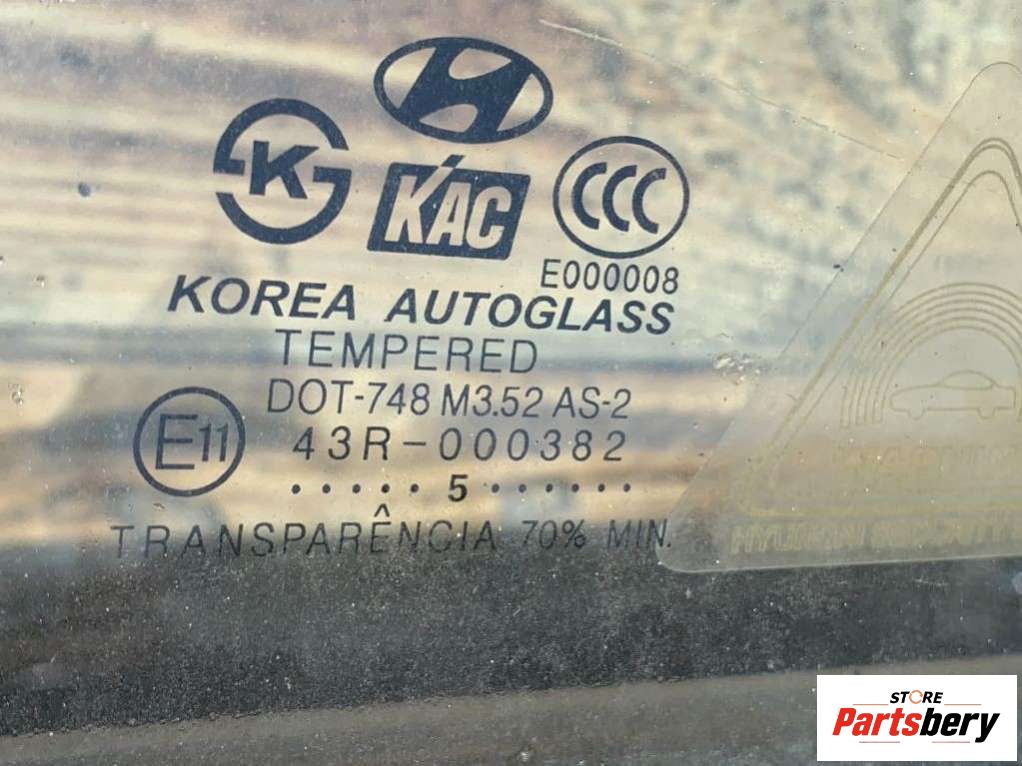 K
KAC
CCC
E000008
KOREA AUTOGLASS
TEMPERED
DOT-748 M3.52 AS-2
E11
43R-000382
•••••5••••••
TRANSPARÊNCIA 70% MIN.
STORE
Partsbery